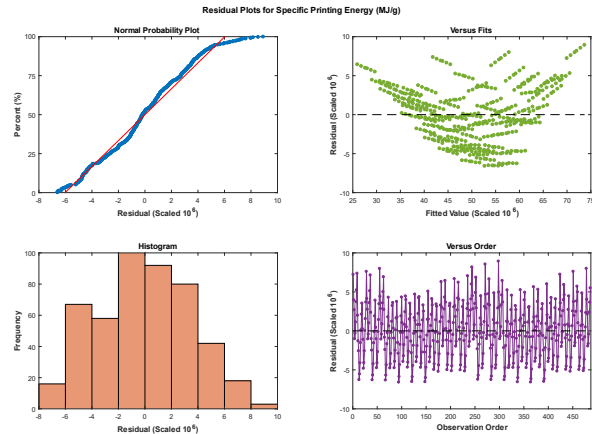 Residual Plots for Specific Printing Energy (MJ/g)
Normal Probability Plot
Percent (%)
100
75
50
25
0
-8 -6 -4 -2 0 2 4 6 8 10
Residual (Scaled 10^6)
Versus Fits
Residual (Scaled 10^6)
10
5
0
-5
-10
25 30 35 40 45 50 55 60 65 70 75
Fitted Value (Scaled 10^6)
Histogram
Frequency
100
80
60
40
20
0
-8 -6 -4 -2 0 2 4 6 8 10
Residual (Scaled 10^6)
Versus Order
Residual (Scaled 10^6)
10
5
0
-5
-10
0 50 100 150 200 250 300 350 400 450
Observation Order